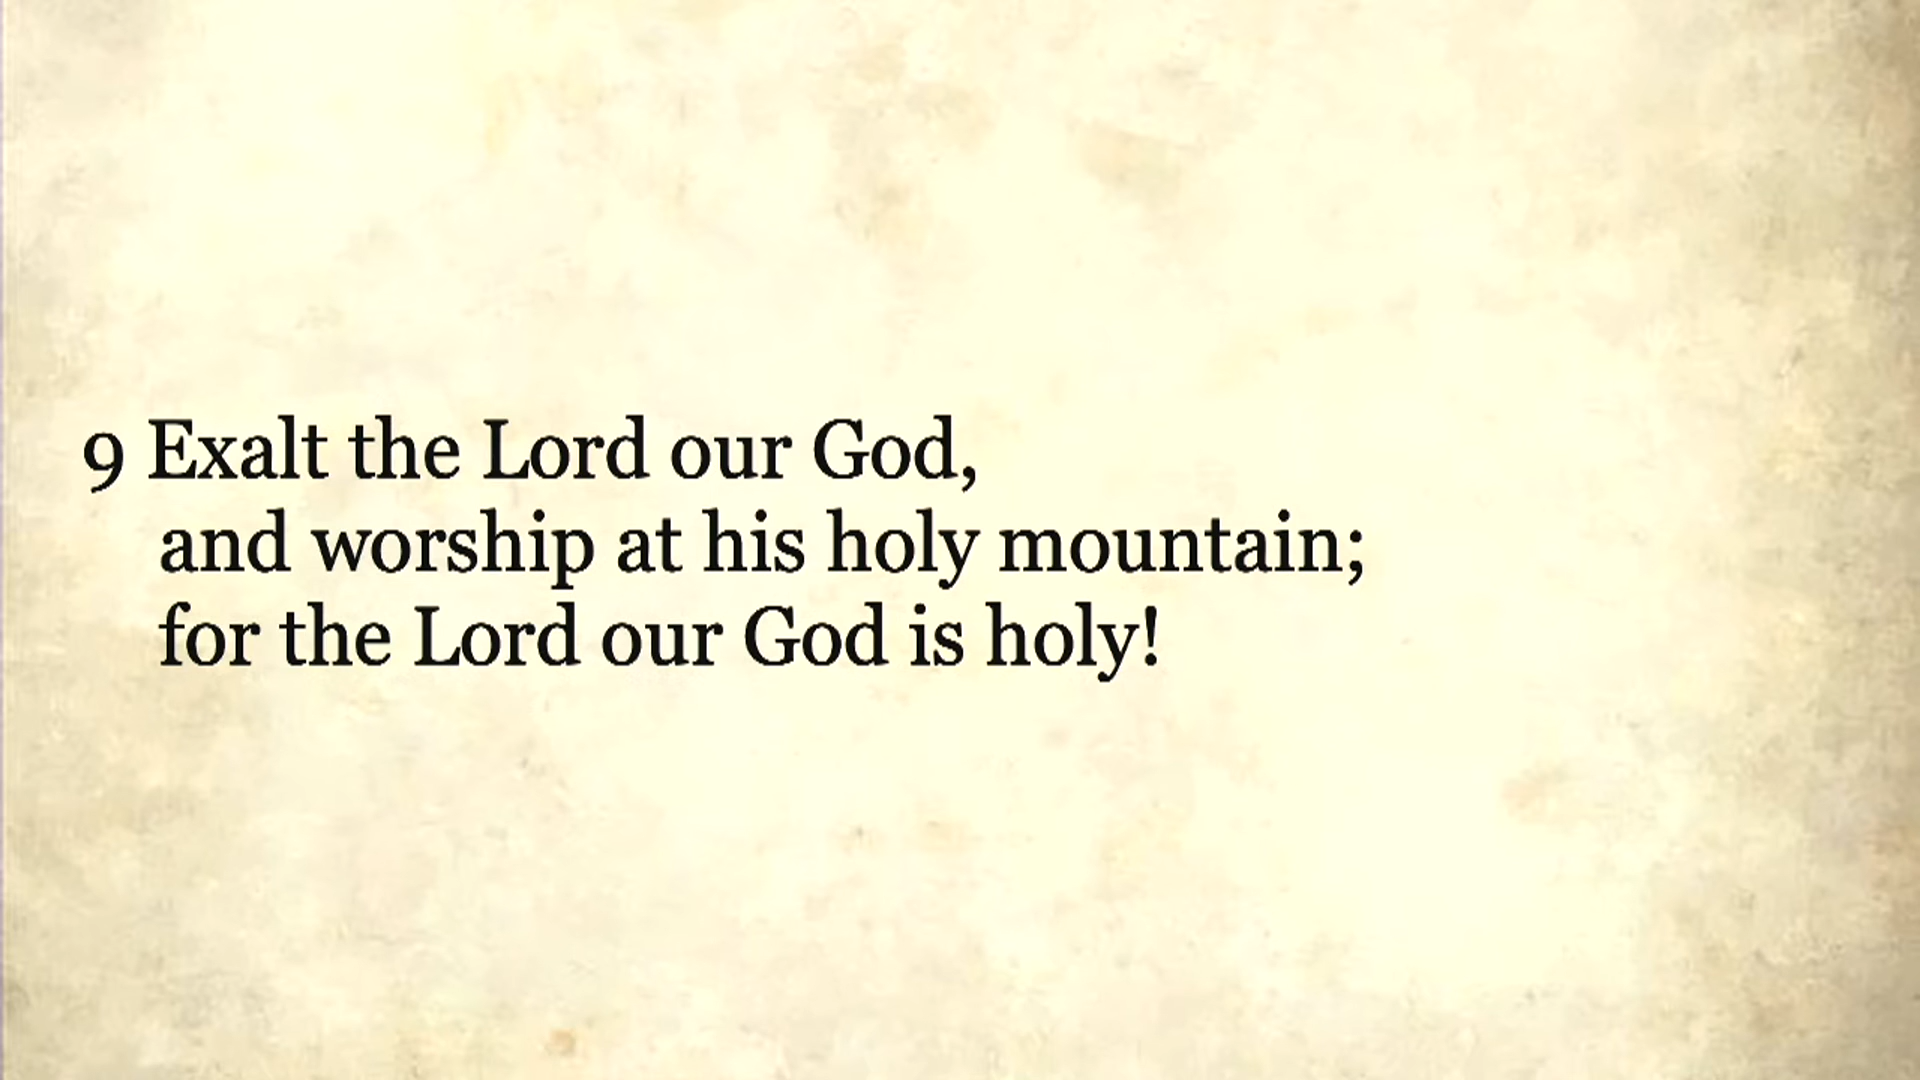 9 Exalt the Lord our God,
and worship at his holy mountain;
for the Lord our God is holy!